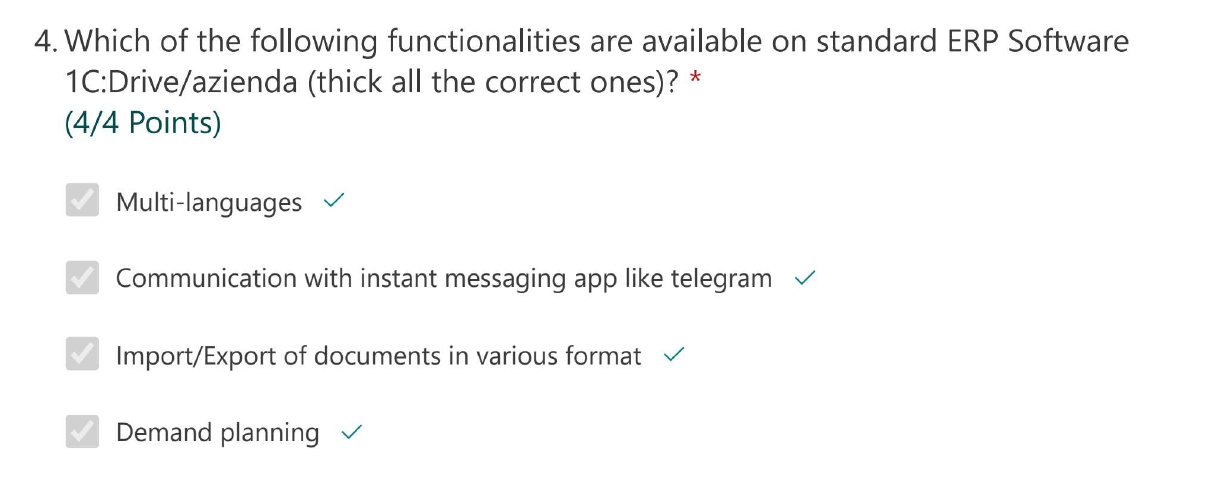 4. Which of the following functionalities are available on standard ERP Software
1C:Drive/azienda (thick all the correct ones)? *
(4/4 Points)
Multi-languages
Communication with instant messaging app like telegram
Import/Export of documents in various format
Demand planning